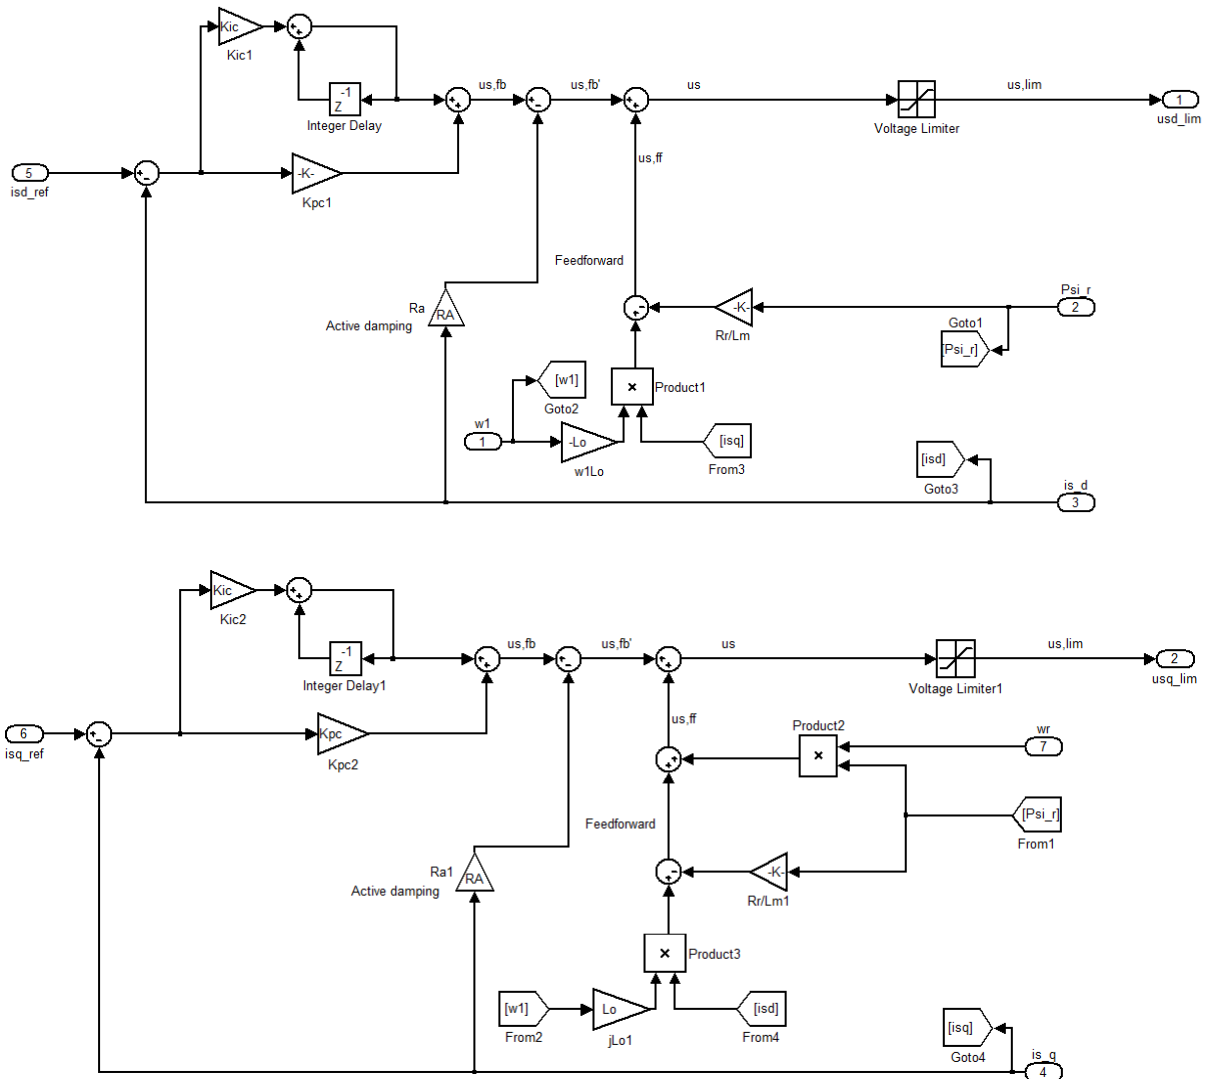 Kic
Kic1
-1
Z
Integer Delay
us,fb
us,fb'
us
us,lim
1
usd_lim
Voltage Limiter
us,ff
5
isd_ref
-K-
Kpc1
Feedforward
Ra
RA
Active damping
-K-
Rr/Lm
Psi_r
2
Goto1
[Psi_r]
[w1]
Goto2
×
Product1
w1
1
-Lo
w1Lo
[isq]
From3
[isd]
Goto3
is_d
3
Kic
Kic2
-1
Z
Integer Delay1
us,fb
us,fb'
us
us,lim
2
usq_lim
Voltage Limiter1
us,ff
6
isq_ref
Kpc
Kpc2
Product2
×
wr
7
[Psi_r]
From1
Feedforward
Ra1
RA
Active damping
-K-
Rr/Lm1
×
Product3
[w1]
From2
Lo
jLo1
[isd]
From4
[isq]
Goto4
is_q
4